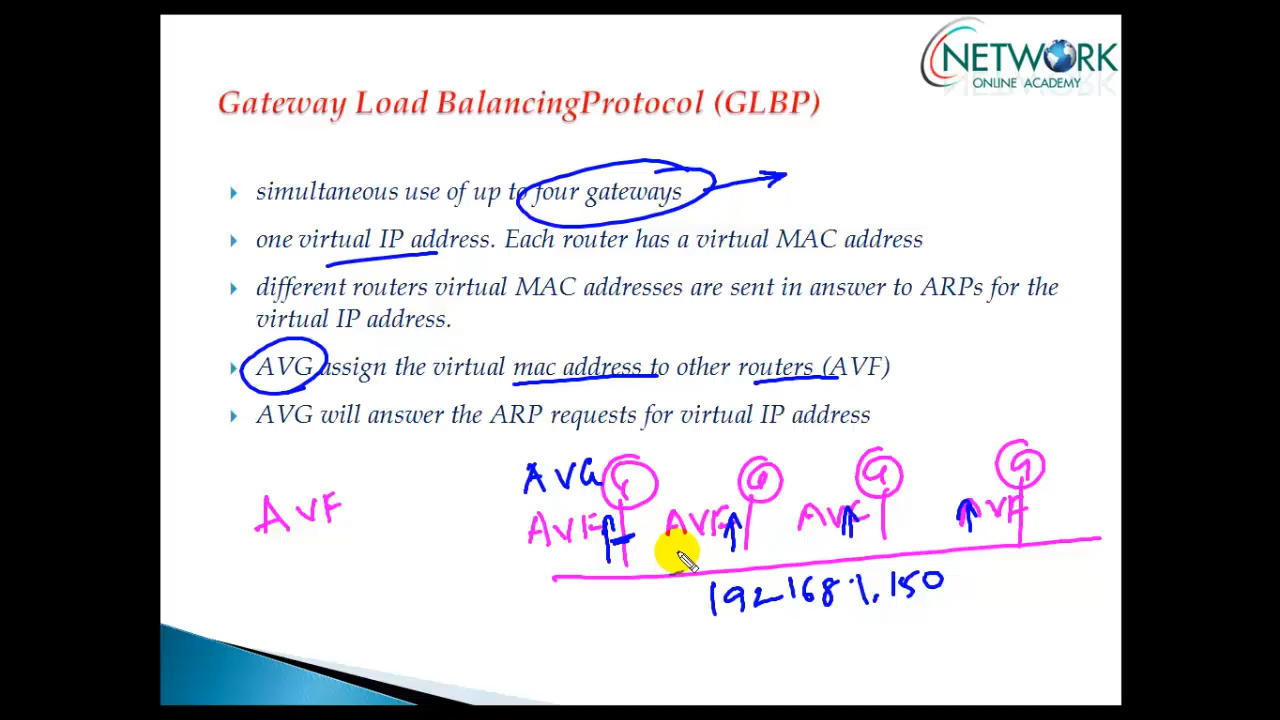 NETWORK
ONLINE ACADEMY
Gateway Load BalancingProtocol (GLBP)
simultaneous use of up to four gateways
one virtual IP address. Each router has a virtual MAC address
different routers virtual MAC addresses are sent in answer to ARPs for the
virtual IP address.
AVG assign the virtual mac address to other routers (AVF)
AVG will answer the ARP requests for virtual IP address
AVG G G G
AVF AVF AVF AVF AVF
192 168 1.150